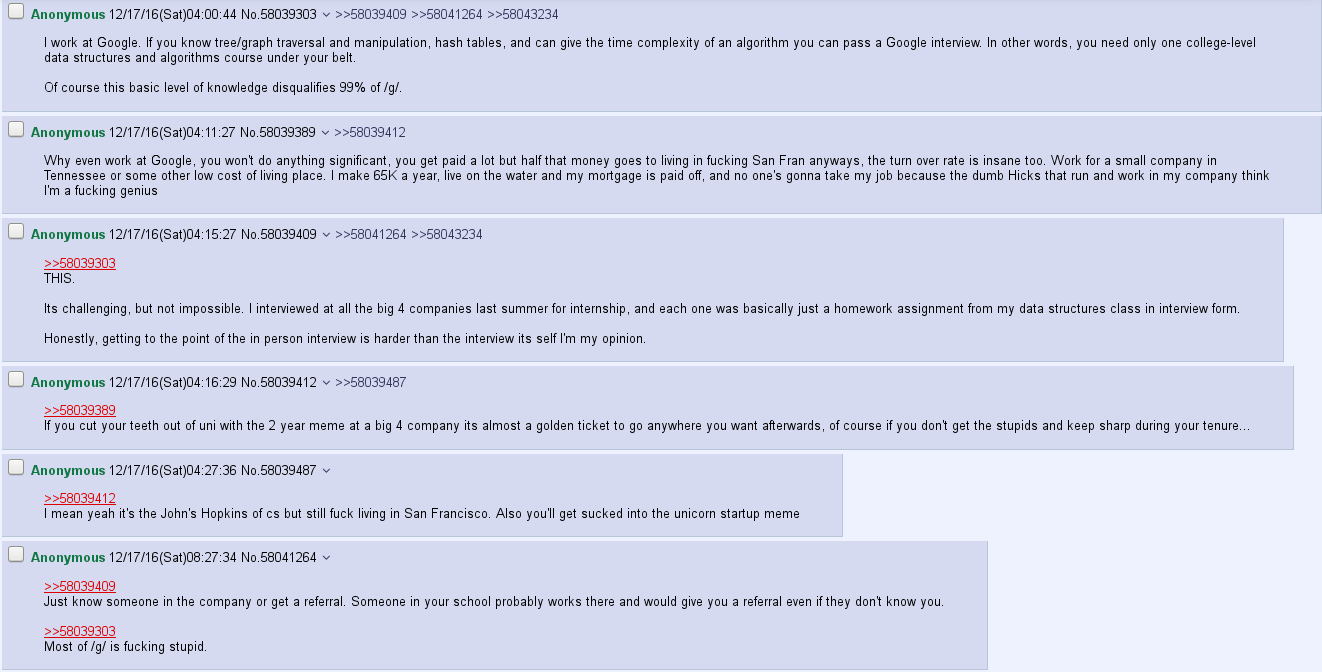 Anonymous 12/17/16(Sat)04:00:44 No.58039303 >>58039409 >>58041264 >>58043234
I work at Google. If you know tree/graph traversal and manipulation, hash tables, and can give the time complexity of an algorithm you can pass a Google interview. In other words, you need only one college-level
data structures and algorithms course under your belt.
Of course this basic level of knowledge disqualifies 99% of /g/.
Anonymous 12/17/16(Sat)04:11:27 No.58039389 >>58039412
Why even work at Google, you won't do anything significant, you get paid a lot but half that money goes to living in fucking San Fran anyways, the turn over rate is insane too. Work for a small company in
Tennessee or some other low cost of living place. I make 65K a year, live on the water and my mortgage is paid off, and no one's gonna take my job because the dumb Hicks that run and work in my company think
I'm a fucking genius
Anonymous 12/17/16(Sat)04:15:27 No.58039409 >>58041264 >>58043234
>>58039303
THIS.
Its challenging, but not impossible. I interviewed at all the big 4 companies last summer for internship, and each one was basically just a homework assignment from my data structures class in interview form.
Honestly, getting to the point of the in person interview is harder than the interview its self I'm my opinion.
Anonymous 12/17/16(Sat)04:16:29 No.58039412 >>58039487
>>58039389
If you cut your teeth out of uni with the 2 year meme at a big 4 company its almost a golden ticket to go anywhere you want afterwards, of course if you don't get the stupids and keep sharp during your tenure...
Anonymous 12/17/16(Sat)04:27:36 No.58039487
>>58039412
I mean yeah it's the John's Hopkins of cs but still fuck living in San Francisco. Also you'll get sucked into the unicorn startup meme
Anonymous 12/17/16(Sat)08:27:34 No.58041264
>>58039409
Just know someone in the company or get a referral. Someone in your school probably works there and would give you a referral even if they don't know you.
>>58039303
Most of /g/ is fucking stupid.